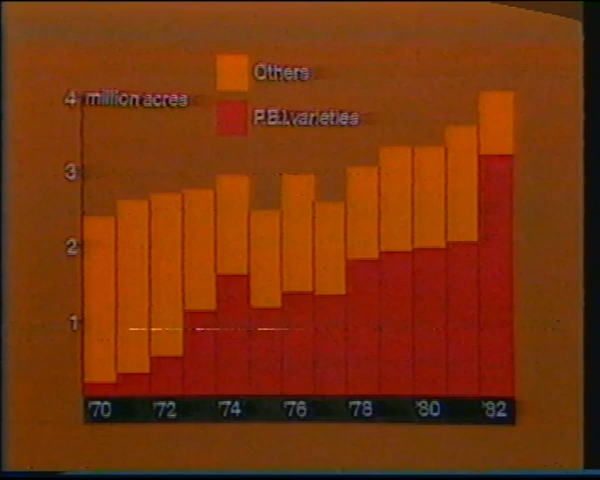 Others
4 million acres
P.B.I. varieties
3
2
1
'70 '72 '74 '76 '78 '80 '82